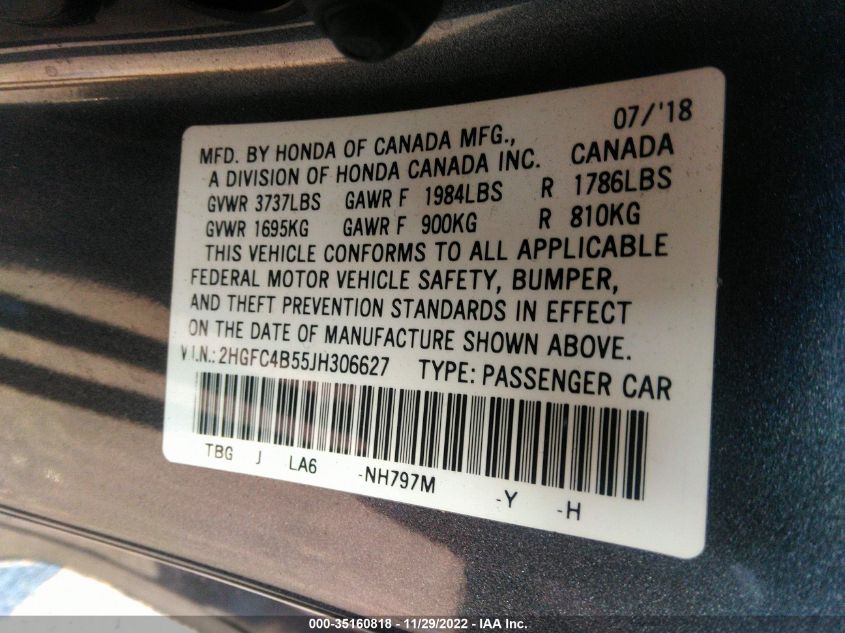 07/'18
MFD. BY HONDA OF CANADA MFG.,
A DIVISION OF HONDA CANADA INC. CANADA
GVWR 3737LBS GAWR F 1984LBS R 1786LBS
GVWR 1695KG GAWR F 900KG R 810KG
THIS VEHICLE CONFORMS TO ALL APPLICABLE
FEDERAL MOTOR VEHICLE SAFETY, BUMPER,
AND THEFT PREVENTION STANDARDS IN EFFECT
ON THE DATE OF MANUFACTURE SHOWN ABOVE.
V.I.N.: 2HGFC4B55JH306627 TYPE: PASSENGER CAR
TBG J LA6 -NH797M -Y -H
000-35160818 - 11/29/2022 - IAA Inc.